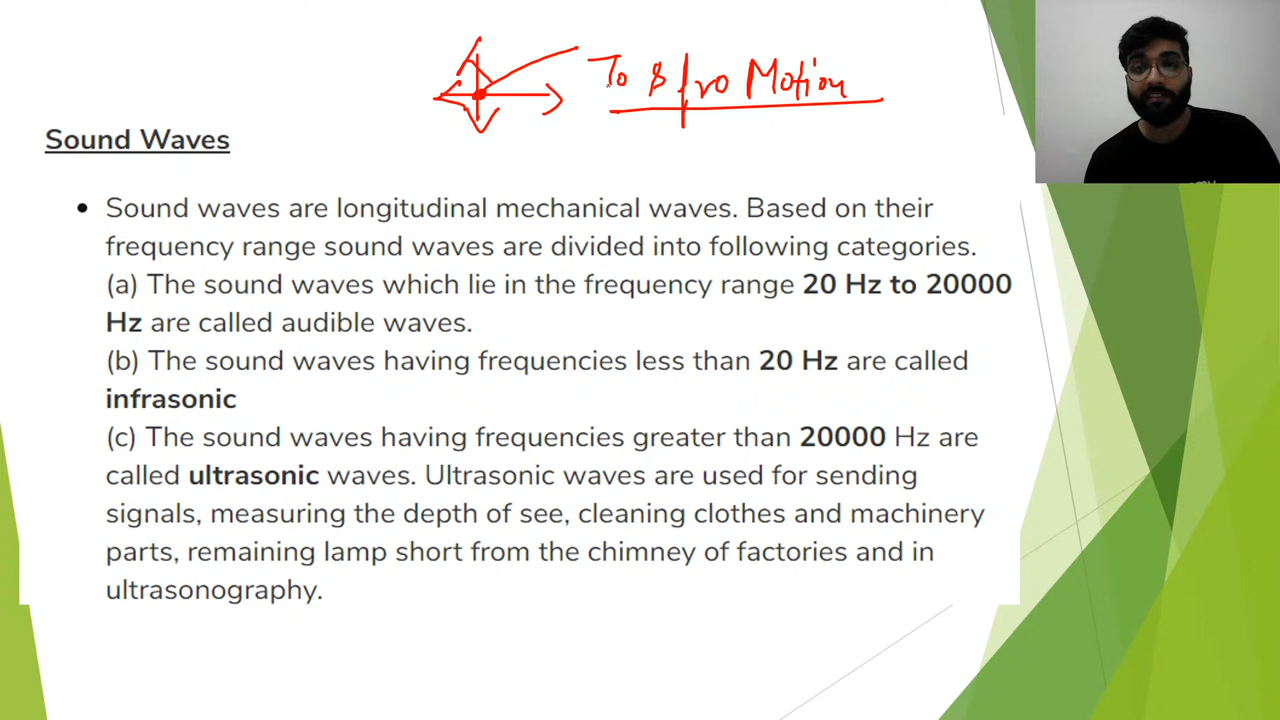 To & fro Motion
Sound Waves
• Sound waves are longitudinal mechanical waves. Based on their
frequency range sound waves are divided into following categories.
(a) The sound waves which lie in the frequency range 20 Hz to 20000
Hz are called audible waves.
(b) The sound waves having frequencies less than 20 Hz are called
infrasonic
(c) The sound waves having frequencies greater than 20000 Hz are
called ultrasonic waves. Ultrasonic waves are used for sending
signals, measuring the depth of see, cleaning clothes and machinery
parts, remaining lamp short from the chimney of factories and in
ultrasonography.